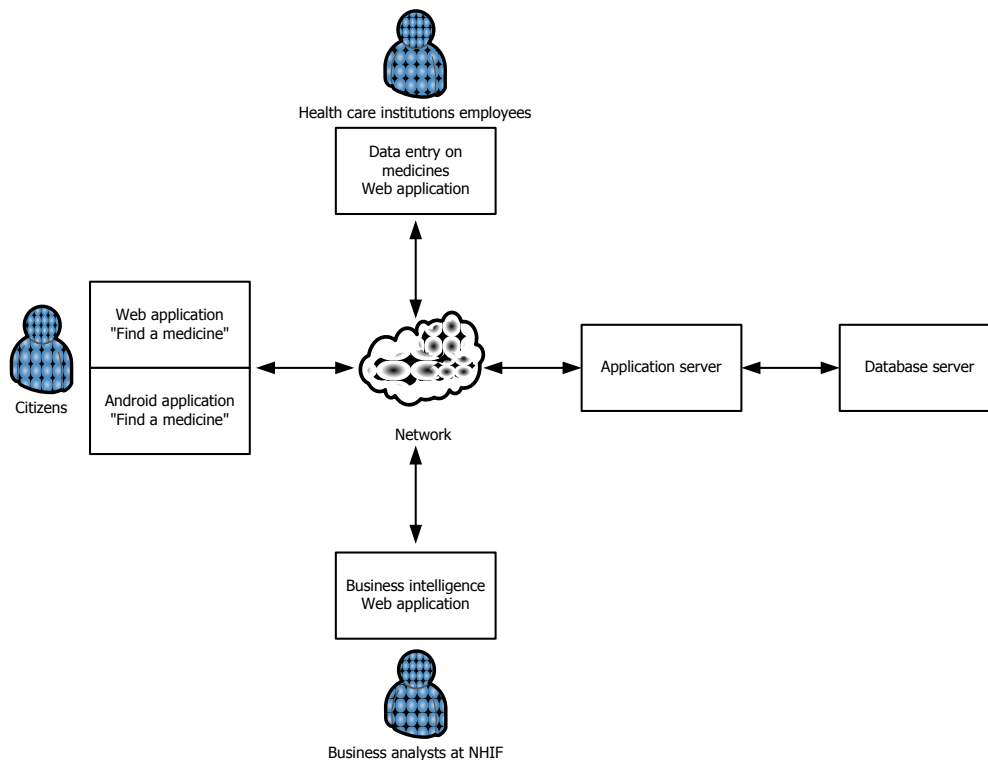 Health care institutions employees
Data entry on
medicines
Web application
Web application
"Find a medicine"
Citizens
Android application
"Find a medicine"
Network
Application server
Database server
Business intelligence
Web application
Business analysts at NHIF